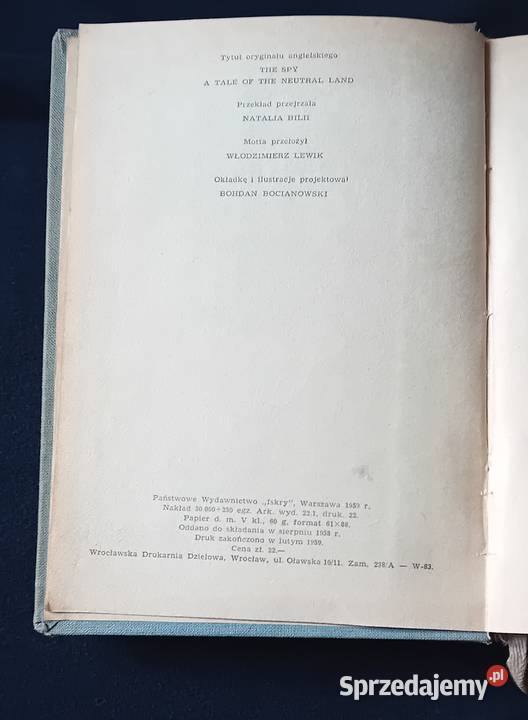 Tytuł oryginału angielskiego
THE SPY
A TALE OF THE NEUTRAL LAND
Przekład przejrzała
NATALIA BILII
Motta przełożył
WŁODZIMIERZ LEWIK
Okładkę i ilustracje projektował
BOHDAN BOCIANOWSKI
Państwowe Wydawnictwo „Iskry”, Warszawa 1959 r.
Nakład 30 000+250 egz. Ark. wyd. 22,1, druk. 22.
Papier d. m. V kl., 60 g, format 61×86.
Oddano do składania w sierpniu 1958 r.
Druk zakończono w lutym 1959.
Cena zł. 22.—
Wrocławska Drukarnia Dziełowa, Wrocław, ul. Oławska 10/11. Zam. 238/A — W-83.
Sprzedajemy.pl